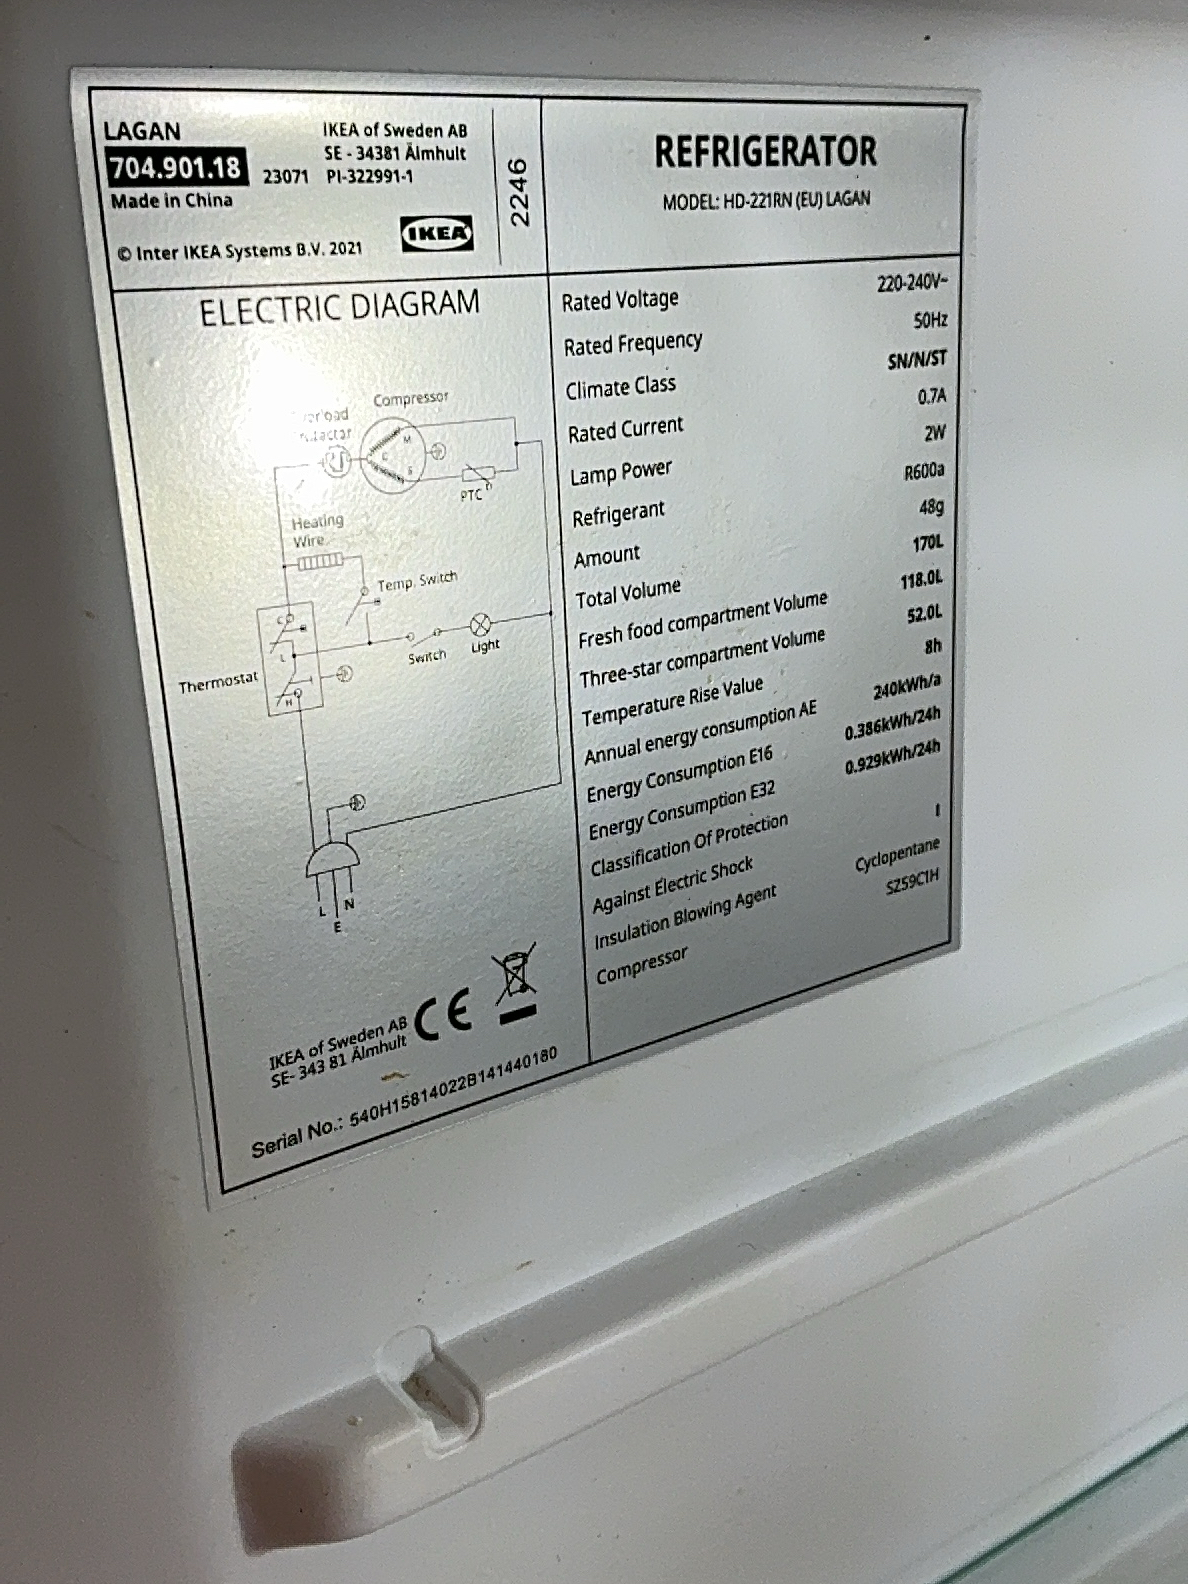 LAGAN
704.901.18
Made in China
© Inter IKEA Systems B.V. 2021
IKEA of Sweden AB
SE - 34381 Älmhult
23071 PI-322991-1
IKEA
2246
REFRIGERATOR
MODEL: HD-221RN (EU) LAGAN
ELECTRIC DIAGRAM
Compressor
M
C
S
PTC
Heating
Wire
Temp. Switch
C
L
H
Thermostat
Switch
Light
L
E
N
IKEA of Sweden AB
SE- 343 81 Älmhult
CE
Serial No.: 540H15814022B141440180
Rated Voltage 220-240V~
Rated Frequency 50Hz
Climate Class SN/N/ST
Rated Current 0.7A
Lamp Power 2W
Refrigerant R600a
Amount 48g
Total Volume 170L
Fresh food compartment Volume 118.0L
Three-star compartment Volume 52.0L
Temperature Rise Value 8h
Annual energy consumption AE 240kWh/a
Energy Consumption E16 0.386kWh/24h
Energy Consumption E32 0.929kWh/24h
Classification Of Protection
Against Electric Shock I
Insulation Blowing Agent Cyclopentane
Compressor SZ59C1H